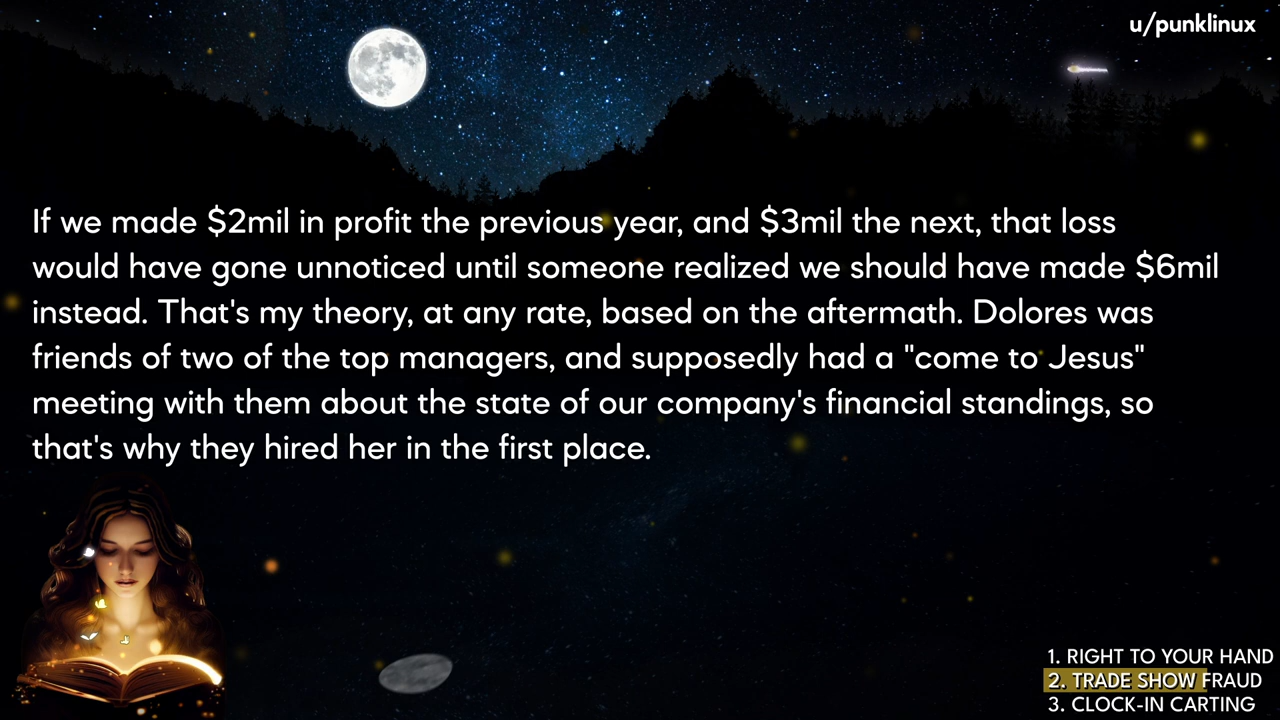 u/punklinux
If we made $2mil in profit the previous year, and $3mil the next, that loss
would have gone unnoticed until someone realized we should have made $6mil
instead. That's my theory, at any rate, based on the aftermath. Dolores was
friends of two of the top managers, and supposedly had a "come to Jesus"
meeting with them about the state of our company's financial standings, so
that's why they hired her in the first place.
1. RIGHT TO YOUR HAND
2. TRADE SHOW FRAUD
3. CLOCK-IN CARTING